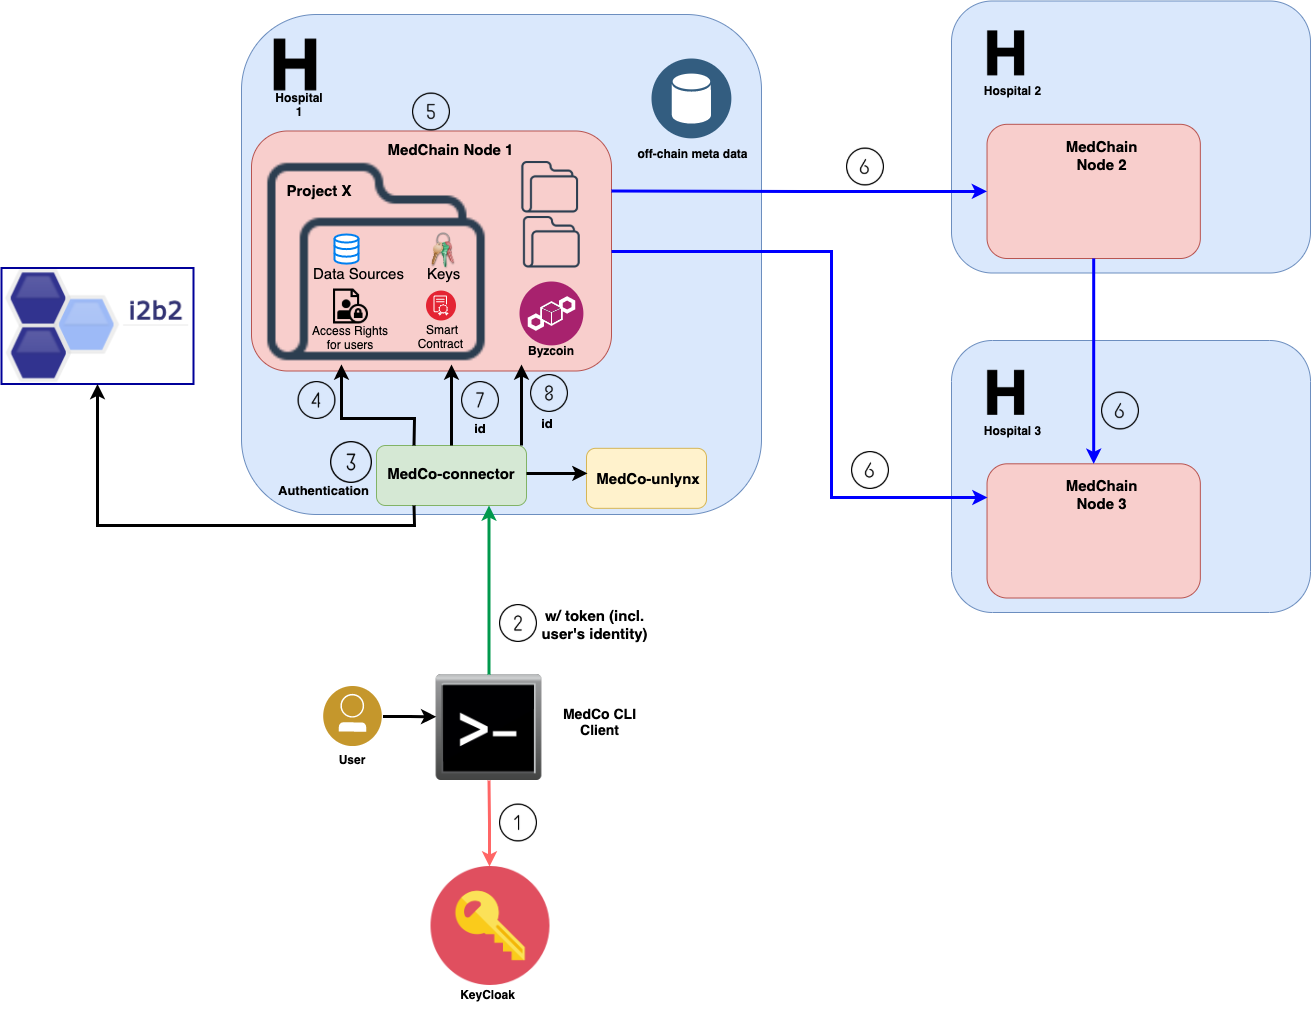 H
Hospital
1
5
off-chain meta data
MedChain Node 1
Project X
Data Sources
Keys
Access Rights
for users
Smart
Contract
Byzcoin
4
7
id
8
id
3
Authentication
MedCo-connector
MedCo-unlynx
i2b2
H
Hospital 2
MedChain
Node 2
6
6
6
H
Hospital 3
MedChain
Node 3
2
w/ token (incl.
user's identity)
User
>_
MedCo CLI
Client
1
KeyCloak